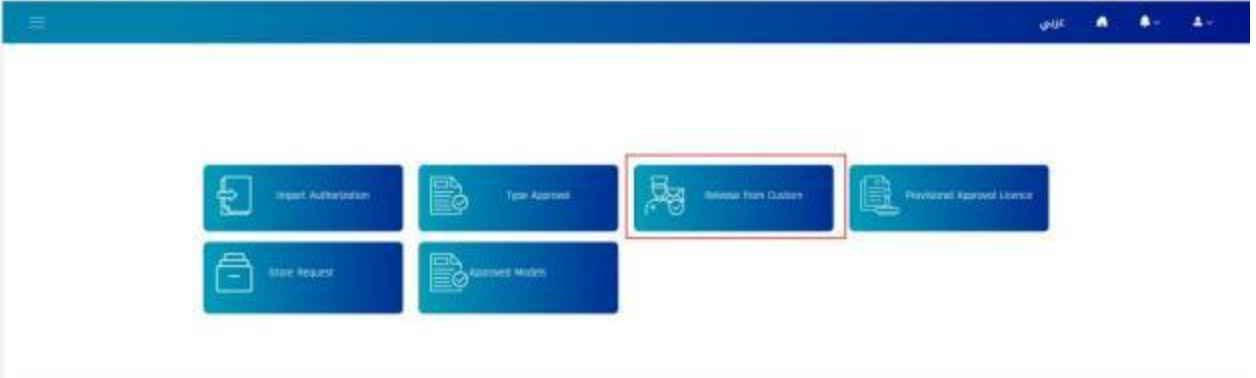 عربي
Import Authorization
Type Approval
Release from Custom
Provisional Approval Licence
Store Request
Approved Models